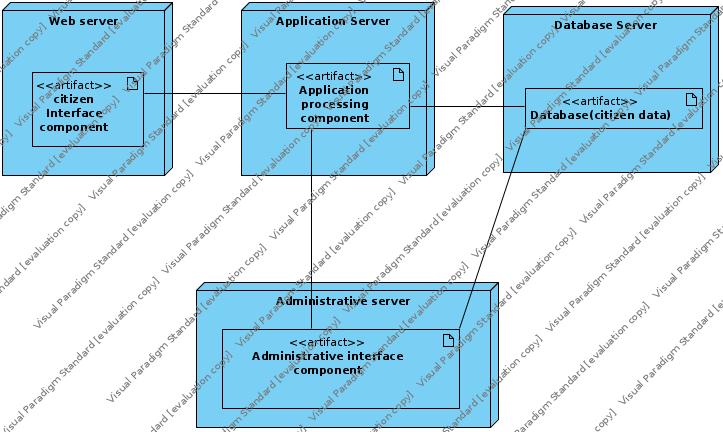 Web server
<<artifact>>
citizen
Interface
component
Application Server
<<artifact>>
Application
processing
component
Database Server
<<artifact>>
Database(citizen data)
Administrative server
<<artifact>>
Administrative interface
component
Visual Paradigm Standard [evaluation copy]